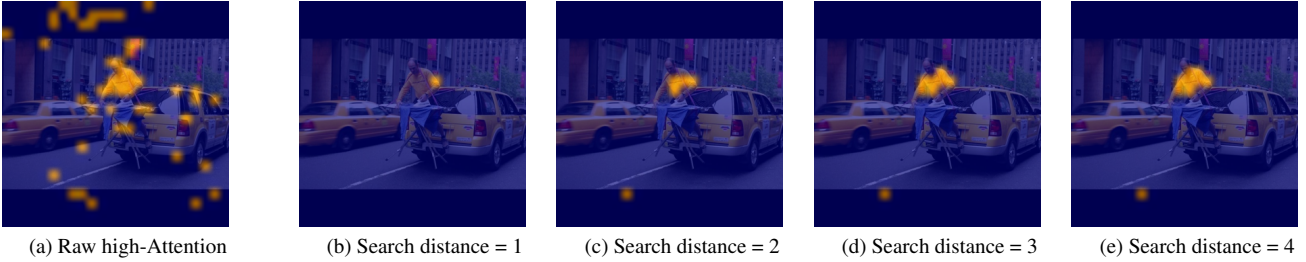 (a) Raw high-Attention
(b) Search distance = 1
(c) Search distance = 2
(d) Search distance = 3
(e) Search distance = 4